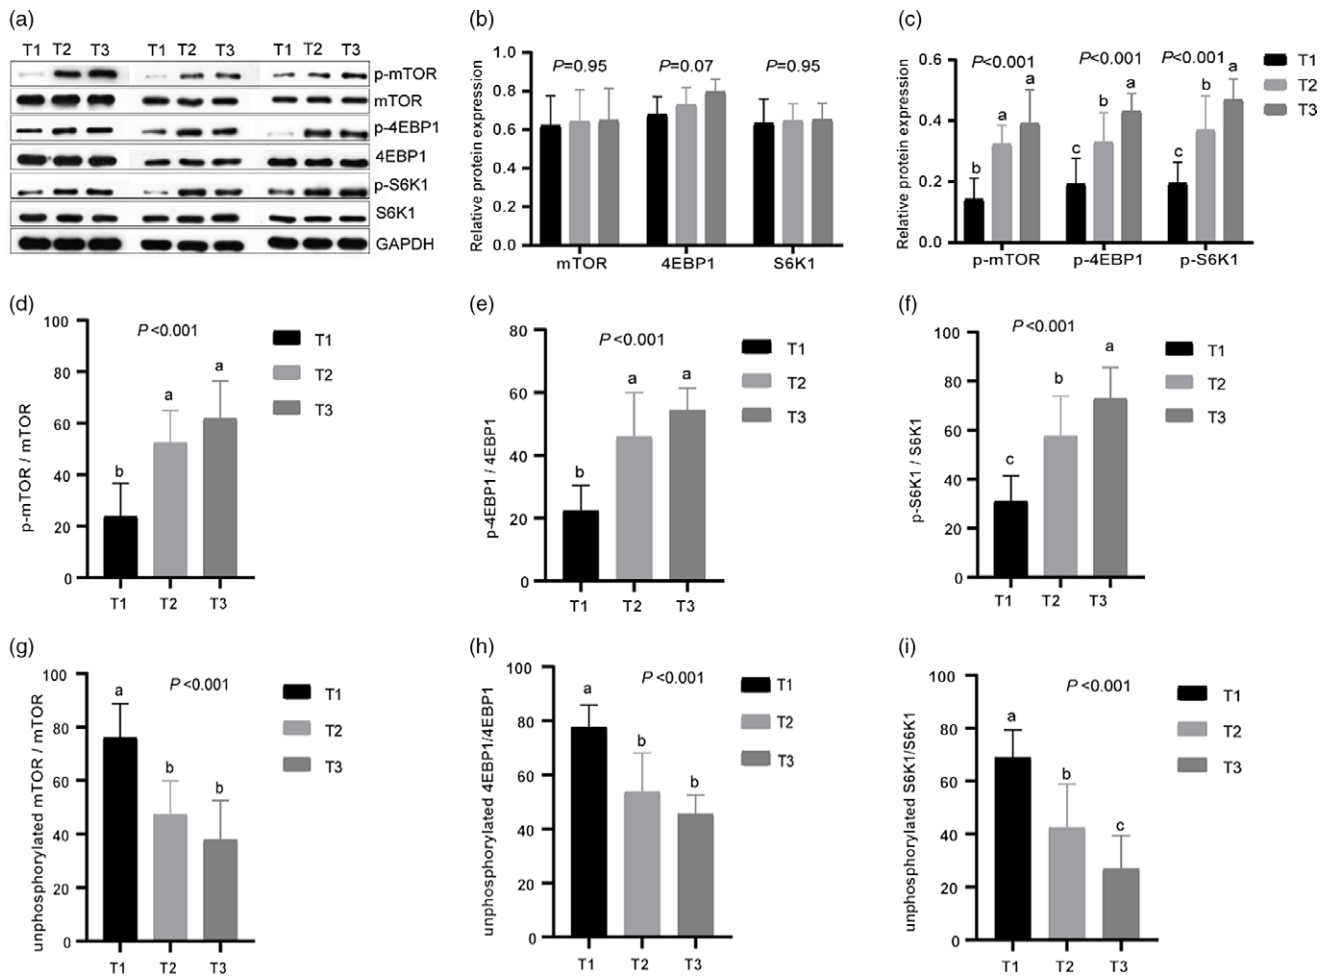 (a)
T1 T2 T3 T1 T2 T3 T1 T2 T3
p-mTOR
mTOR
p-4EBP1
4EBP1
p-S6K1
S6K1
GAPDH
(b)
Relative protein expression
1.0
0.8
0.6
0.4
0.2
0.0
P=0.95 P=0.07 P=0.95
mTOR 4EBP1 S6K1
(c)
Relative protein expression
0.6
0.4
0.2
0.0
P<0.001 P<0.001 P<0.001
b a a c b a c b a
p-mTOR p-4EBP1 p-S6K1
T1
T2
T3
(d)
p-mTOR / mTOR
100
80
60
40
20
0
P<0.001
b a a
T1 T2 T3
T1
T2
T3
(e)
p-4EBP1 / 4EBP1
80
60
40
20
0
P<0.001
b a a
T1 T2 T3
T1
T2
T3
(f)
p-S6K1 / S6K1
100
80
60
40
20
0
P<0.001
c b a
T1 T2 T3
T1
T2
T3
(g)
unphosphorylated mTOR / mTOR
100
80
60
40
20
0
P<0.001
a b b
T1 T2 T3
T1
T2
T3
(h)
unphosphorylated 4EBP1/4EBP1
100
80
60
40
20
0
P<0.001
a b b
T1 T2 T3
T1
T2
T3
(i)
unphosphorylated S6K1/S6K1
100
80
60
40
20
0
P<0.001
a b c
T1 T2 T3
T1
T2
T3